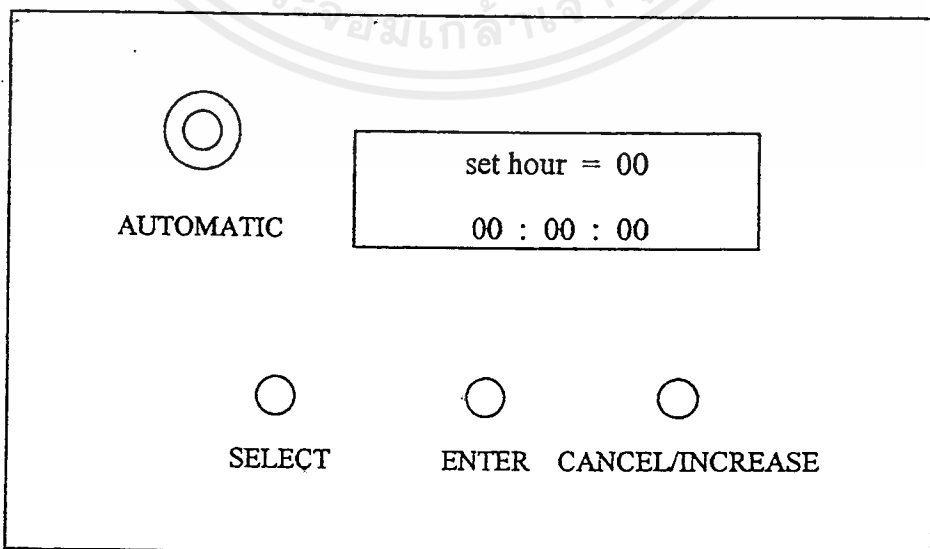 set hour = 00
AUTOMATIC
00 : 00 : 00
SELECT
ENTER
CANCEL/INCREASE